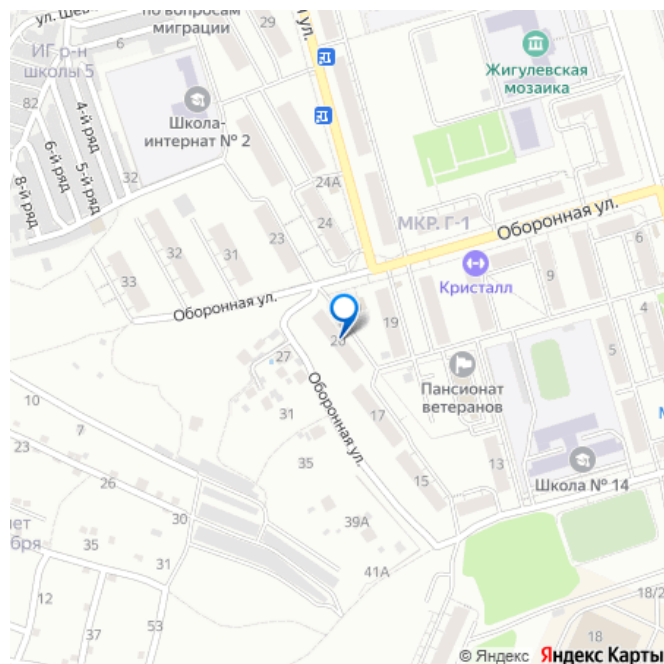 ул. Шев
по вопросам
миграции
29
ул.
ИГ р-н
школы 5
6
82
4-й ряд
5-й ряд
6-й ряд
8-й ряд
Школа-
интернат № 2
32
Жигулевская
мозаика
24А
24
23
31
32
33
МКР. Г-1
Оборонная ул.
Кристалл
6
9
4
Оборонная ул.
19
27
Пансионат
ветеранов
Оборонная ул.
31
17
10
7
23
35
15
13
Школа № 14
26
30
39А
41А
35
бря
31
12
37
53
18/2
18
© Яндекс Яндекс Карты